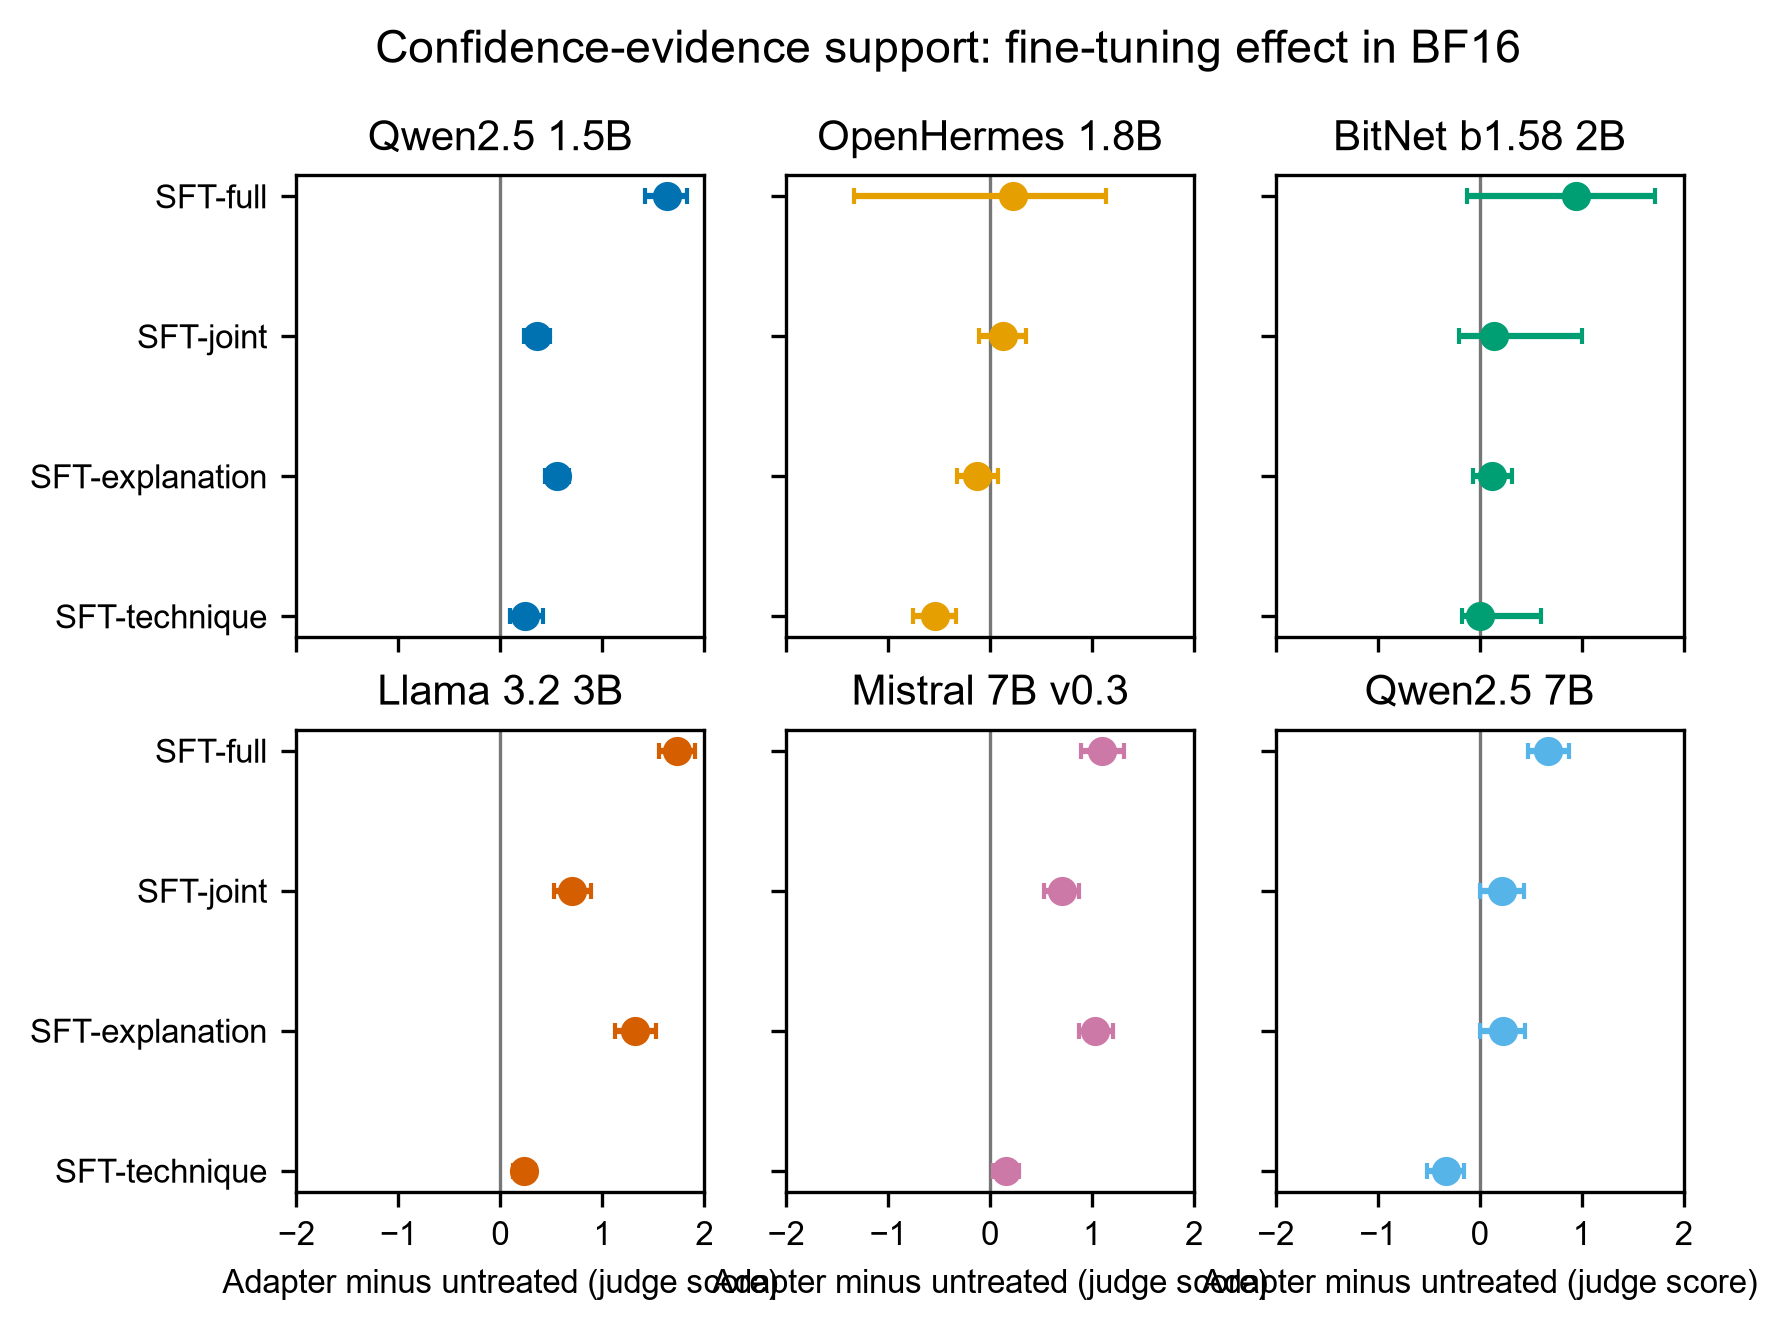 Confidence-evidence support: fine-tuning effect in BF16
Qwen2.5 1.5B
OpenHermes 1.8B
BitNet b1.58 2B
SFT-full
SFT-joint
SFT-explanation
SFT-technique
Llama 3.2 3B
Mistral 7B v0.3
Qwen2.5 7B
SFT-full
SFT-joint
SFT-explanation
SFT-technique
−2 −1 0 1 2
−2 −1 0 1 2
−2 −1 0 1 2
Adapter minus untreated (judge score)
Adapter minus untreated (judge score)
Adapter minus untreated (judge score)